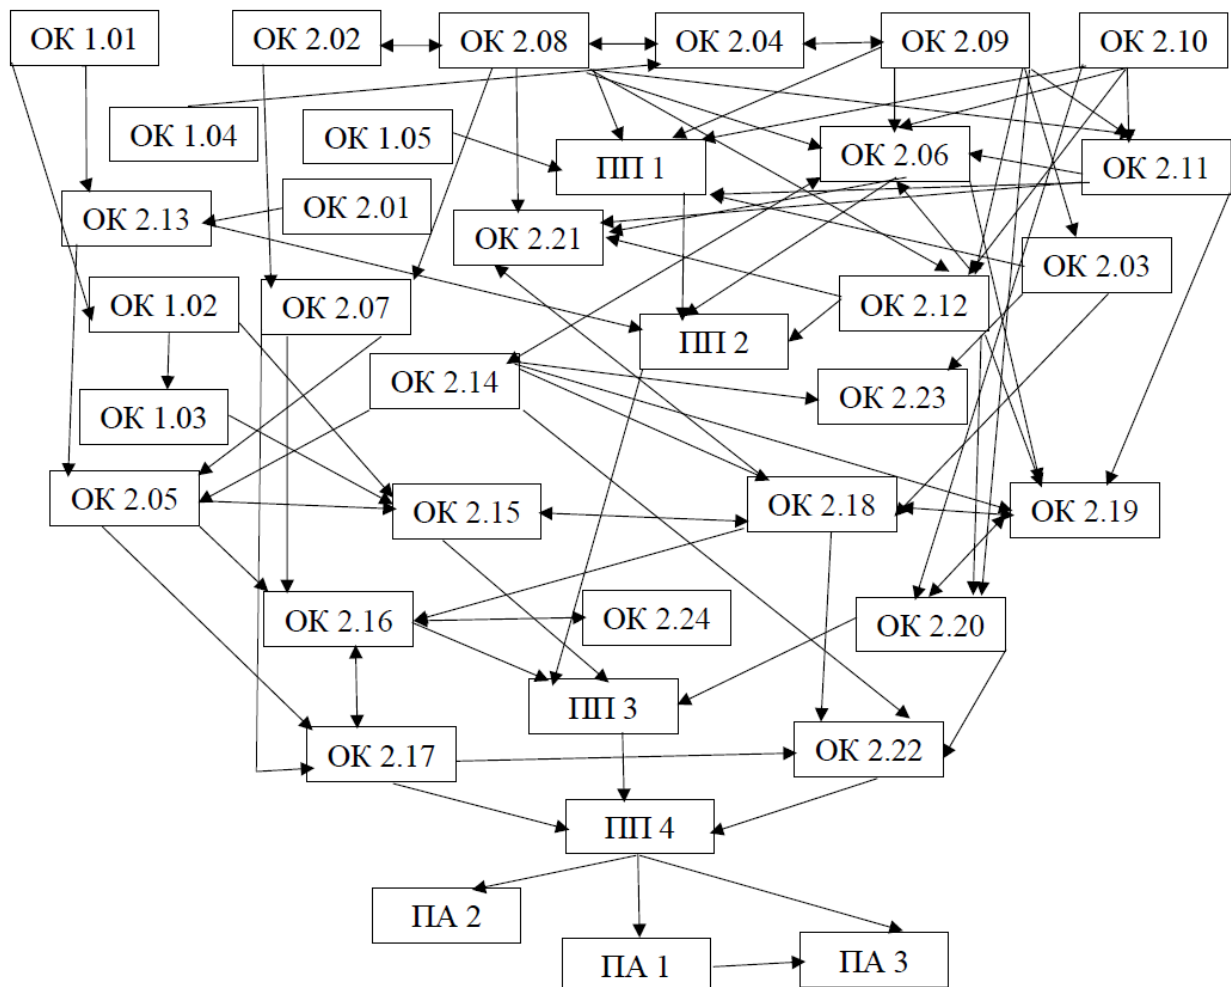 ОК 1.01
ОК 2.02
ОК 2.08
ОК 2.04
ОК 2.09
ОК 2.10
ОК 1.04
ОК 1.05
ПП 1
ОК 2.06
ОК 2.11
ОК 2.13
ОК 2.01
ОК 2.21
ОК 2.03
ОК 1.02
ОК 2.07
ОК 2.12
ПП 2
ОК 2.14
ОК 2.23
ОК 1.03
ОК 2.05
ОК 2.15
ОК 2.18
ОК 2.19
ОК 2.16
ОК 2.24
ОК 2.20
ПП 3
ОК 2.17
ОК 2.22
ПП 4
ПА 2
ПА 1
ПА 3